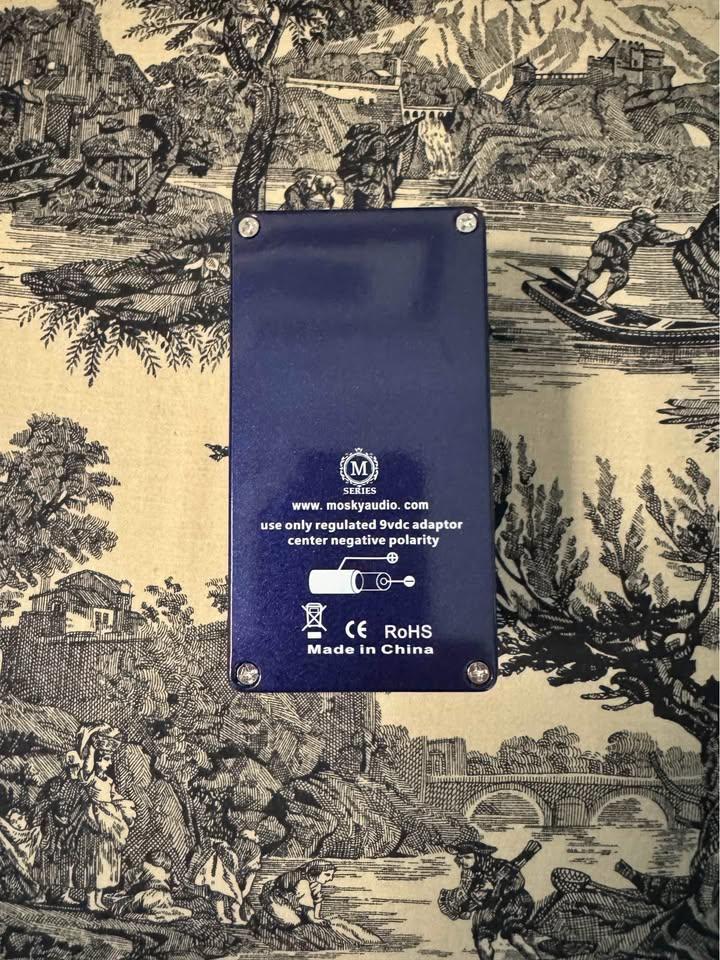 M
SERIES
www. moskyaudio. com
use only regulated 9vdc adaptor
center negative polarity
CE RoHS
Made in China